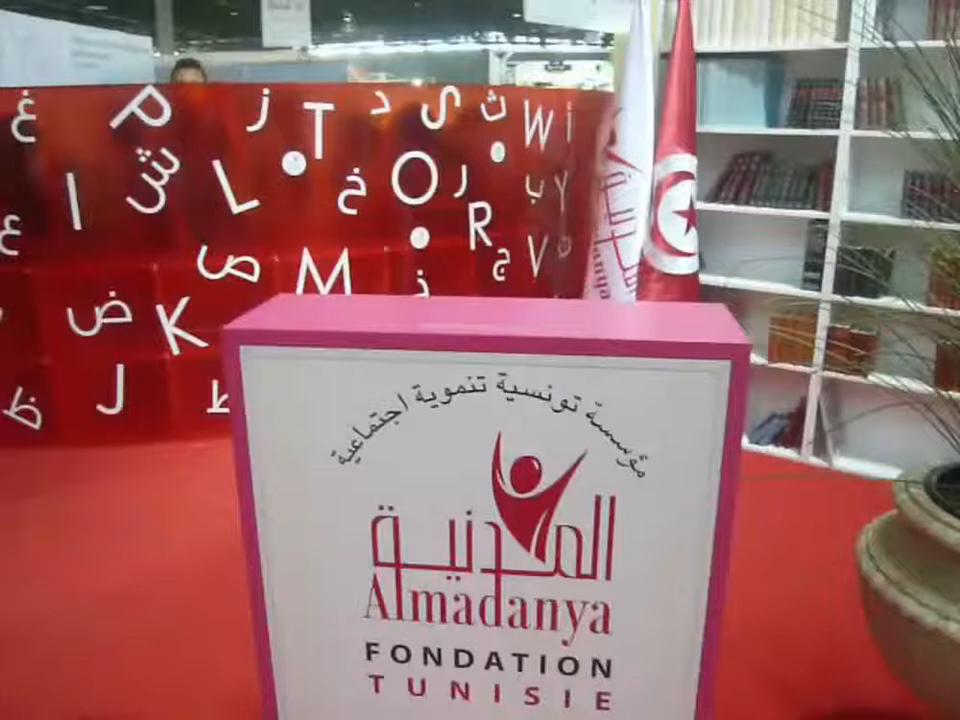 مؤسسة تونسية تنموية اجتماعية
المدنية
Almadanya
FONDATION
TUNISIE
غ P ز T د ئ ث W
ش L O ر ب Y
ا خ R
ع ص M ج V
ض K ذ
ظ J